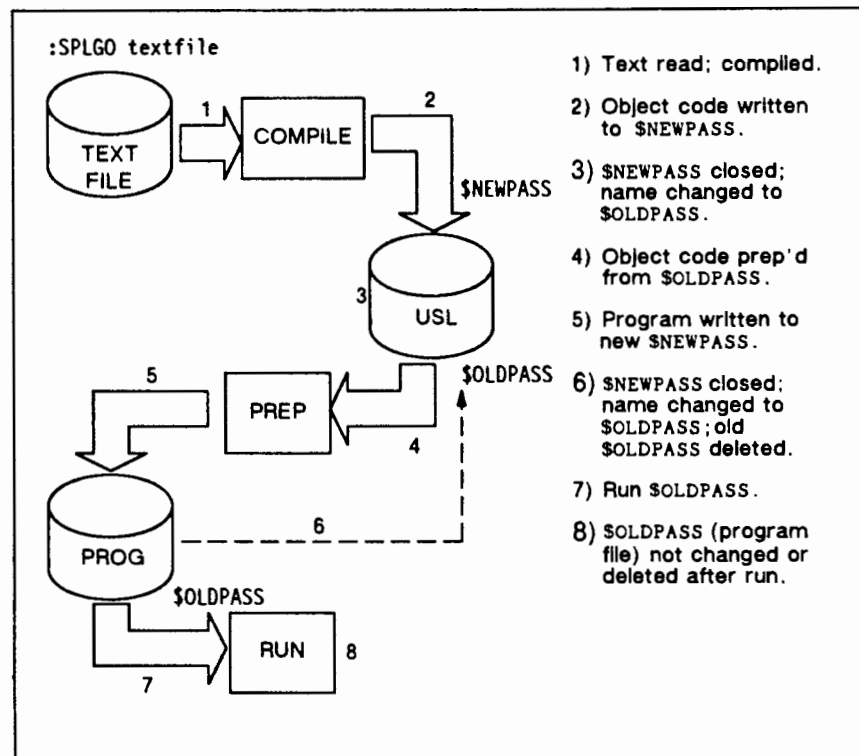 :SPLGO textfile
TEXT
FILE
1
COMPILE
2
$NEWPASS
3
USL
$OLDPASS
4
PREP
5
PROG
6
$OLDPASS
7
RUN
8
1) Text read; compiled.
2) Object code written
to $NEWPASS.
3) $NEWPASS closed;
name changed to
$OLDPASS.
4) Object code prep'd
from $OLDPASS.
5) Program written to
new $NEWPASS.
6) $NEWPASS closed;
name changed to
$OLDPASS; old
$OLDPASS deleted.
7) Run $OLDPASS.
8) $OLDPASS (program
file) not changed or
deleted after run.